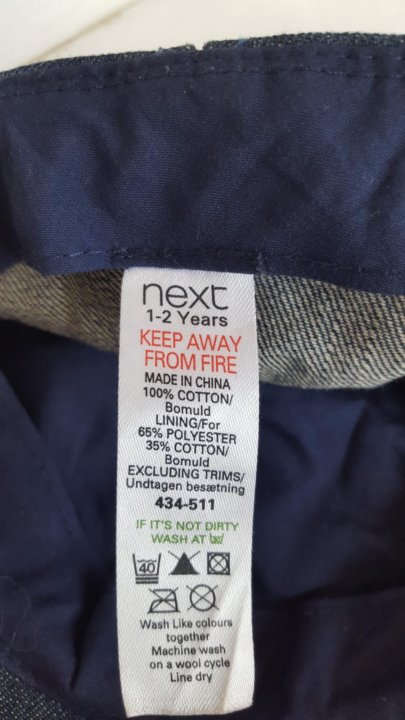 next
1-2 Years
KEEP AWAY
FROM FIRE
MADE IN CHINA
100% COTTON/
Bomuld
LINING/For
65% POLYESTER
35% COTTON/
Bomuld
EXCLUDING TRIMS/
Undtagen besætning
434-511
IF IT'S NOT DIRTY
WASH AT
40
Wash Like colours
together
Machine wash
on a wool cycle
Line dry